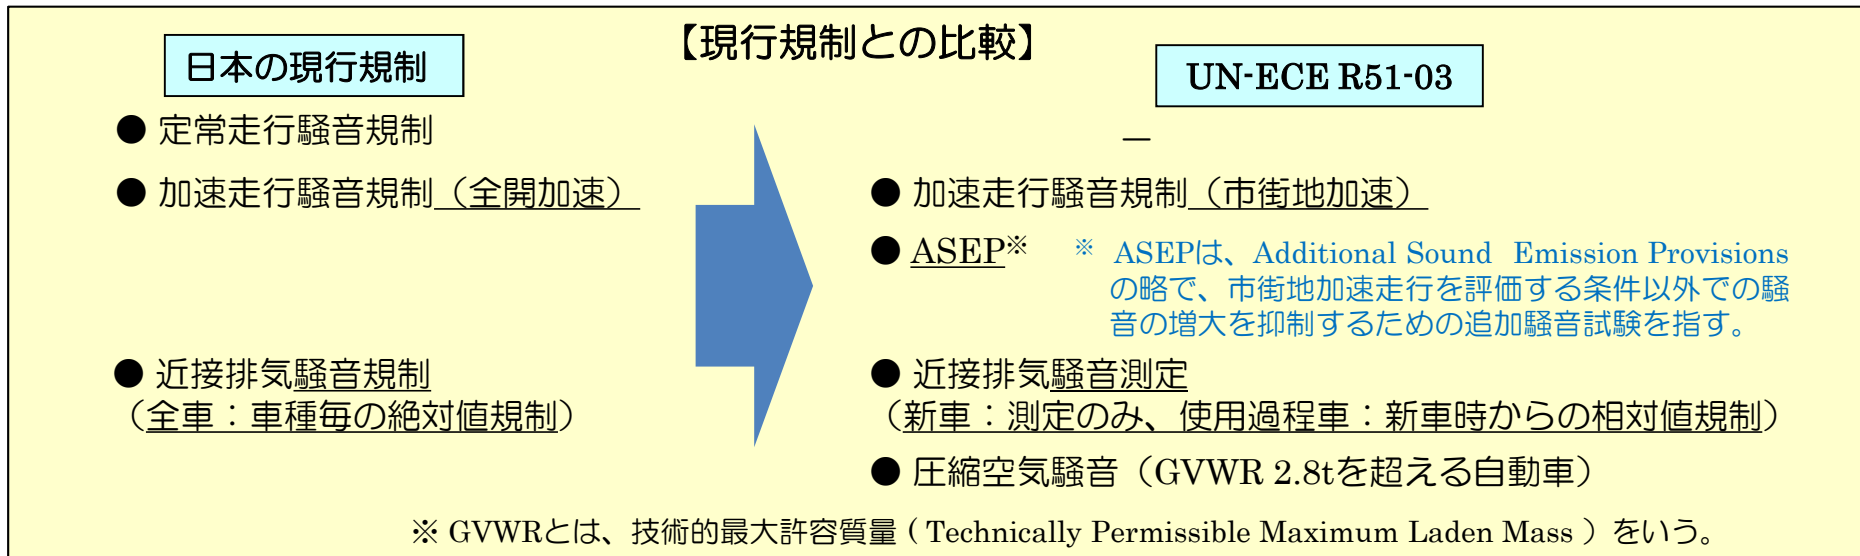 【現行規制との比較】
日本の現行規制
UN-ECE R51-03
● 定常走行騒音規制
－
● 加速走行騒音規制（全開加速）
● 加速走行騒音規制（市街地加速）
● ASEP※ ※ ASEPは、Additional Sound Emission Provisions
の略で、市街地加速走行を評価する条件以外での騒
音の増大を抑制するための追加騒音試験を指す。
● 近接排気騒音規制
（全車：車種毎の絶対値規制）
● 近接排気騒音測定
（新車：測定のみ、使用過程車：新車時からの相対値規制）
● 圧縮空気騒音（GVWR 2.8tを超える自動車）
※ GVWRとは、技術的最大許容質量 ( Technically Permissible Maximum Laden Mass ）をいう。